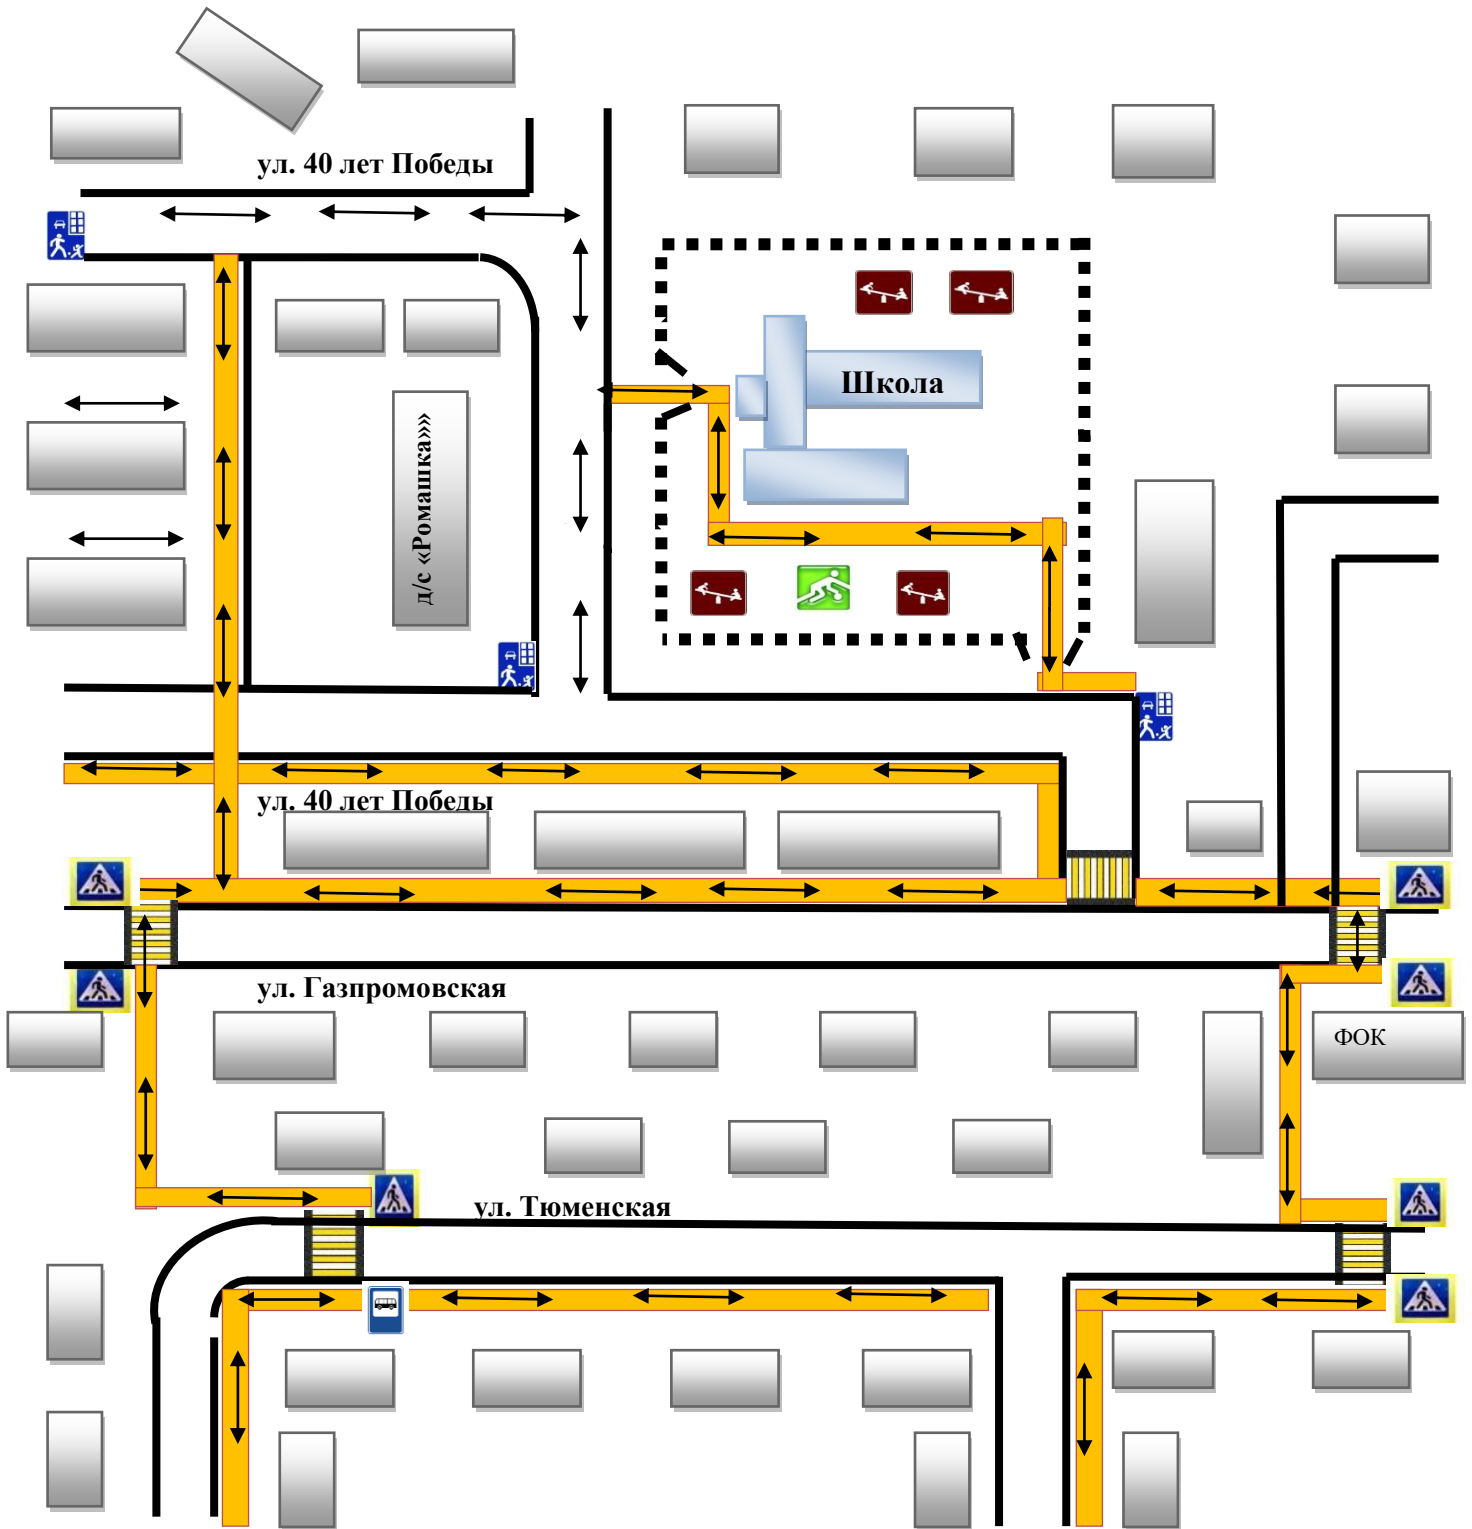 ул. 40 лет Победы
Школа
д/с «Ромашка»»
ул. 40 лет Победы
ул. Газпромовская
ФОК
ул. Тюменская